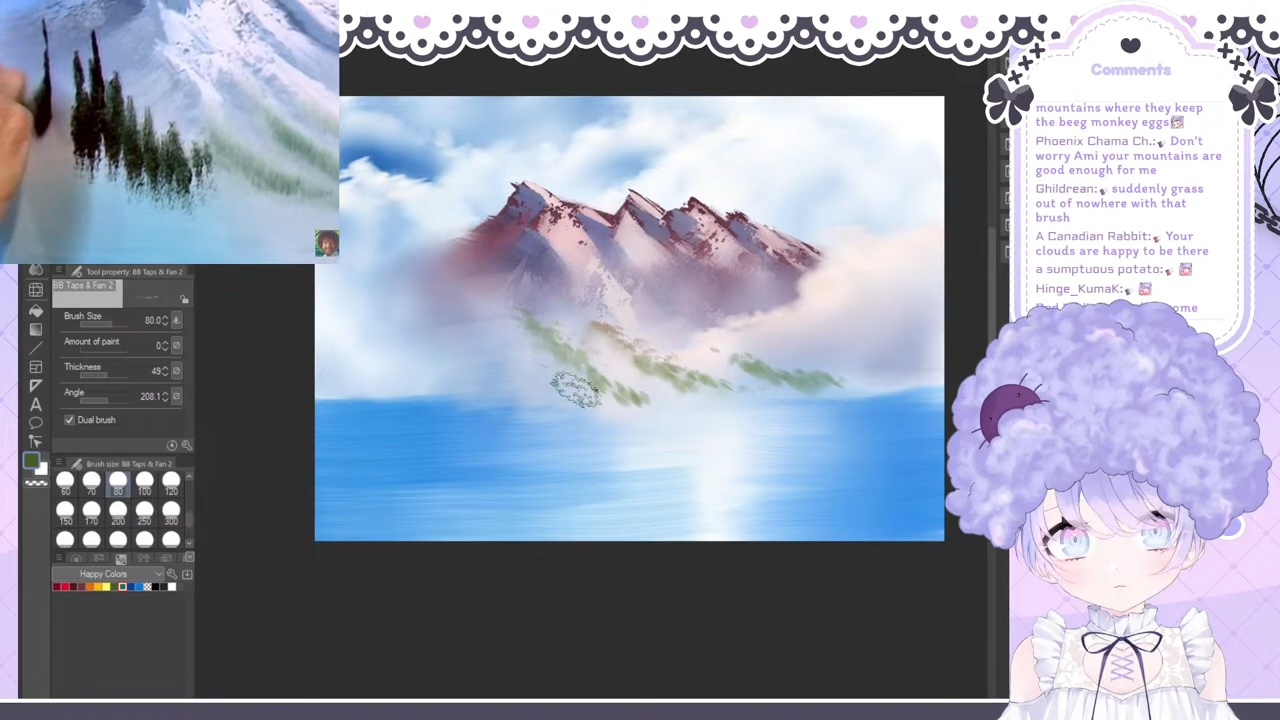 Comments
mountains where they keep
the beeg monkey eggs
Phoenix Chama Ch.: Don't
worry Ami your mountains are
good enough for me
Ghildrean: suddenly grass
out of nowhere with that
brush
A Canadian Rabbit: Your
clouds are happy to be there
a sumptuous potato:
Hinge_KumaK:
Tool property: BB Taps & Fan 2
BB Taps & Fan 2
Brush Size 80.0
Amount of paint 0
Thickness 49
Angle 208.1
Dual brush
Brush size: BB Taps & Fan 2
60 70 80 100 120
150 170 200 250 300
Happy Colors